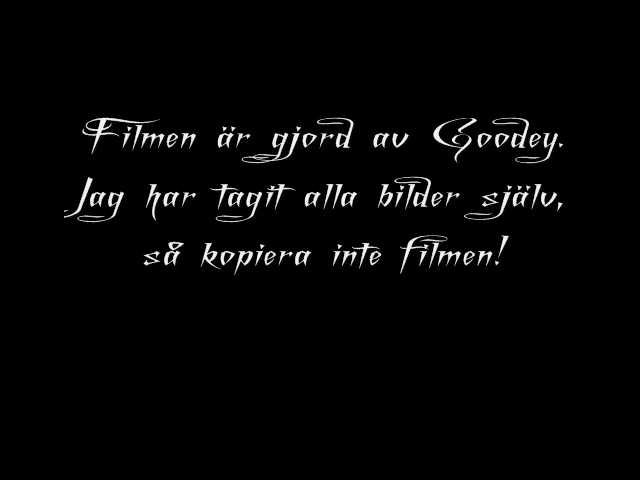 Filmen är gjord av Goodey.
Jag har tagit alla bilder själv,
så kopiera inte filmen!